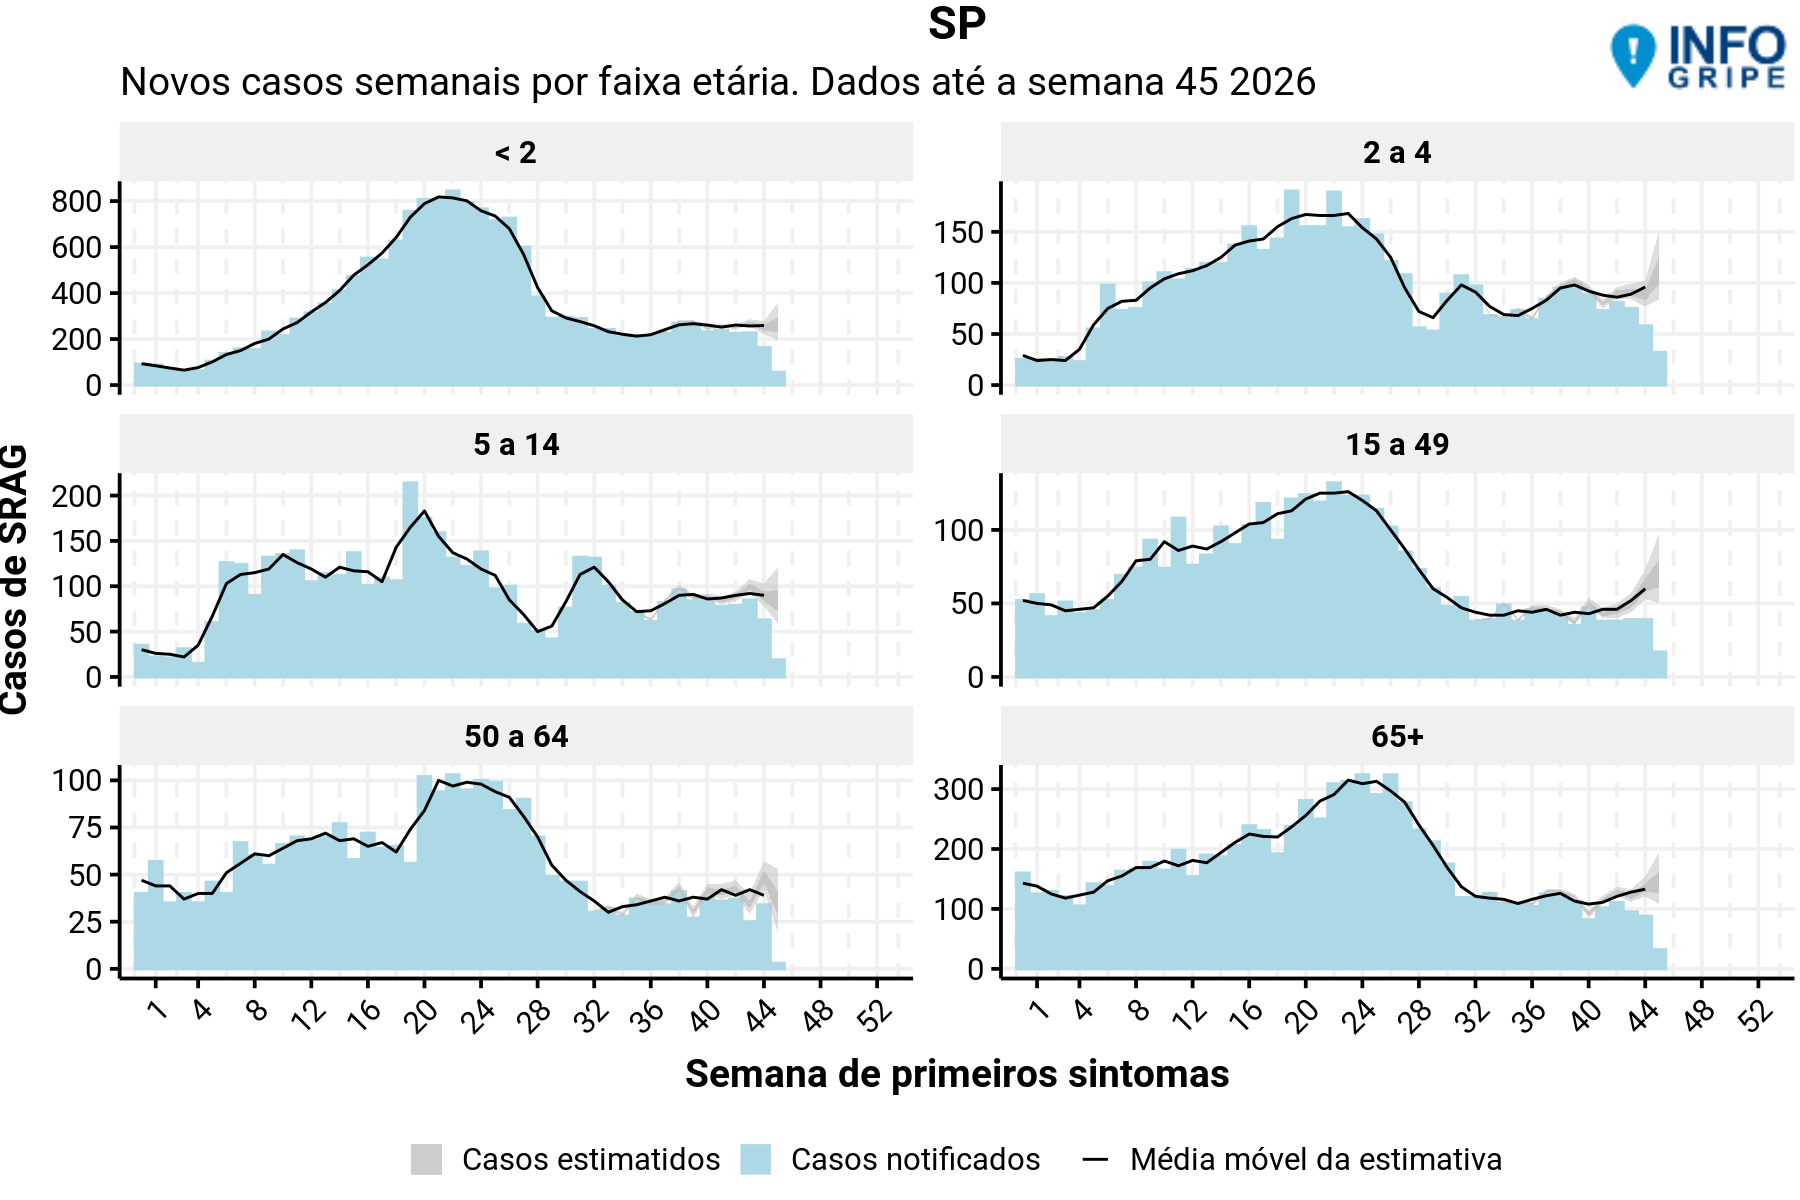 SP
INFO
GRIPE
Novos casos semanais por faixa etária. Dados até a semana 45 2026
< 2
2 a 4
800
600
400
200
0
150
100
50
0
5 a 14
15 a 49
200
150
100
50
0
100
50
0
Casos de SRAG
50 a 64
65+
100
75
50
25
0
300
200
100
0
1 4 8 12 16 20 24 28 32 36 40 44 48 52
1 4 8 12 16 20 24 28 32 36 40 44 48 52
Semana de primeiros sintomas
Casos estimatidos Casos notificados Média móvel da estimativa